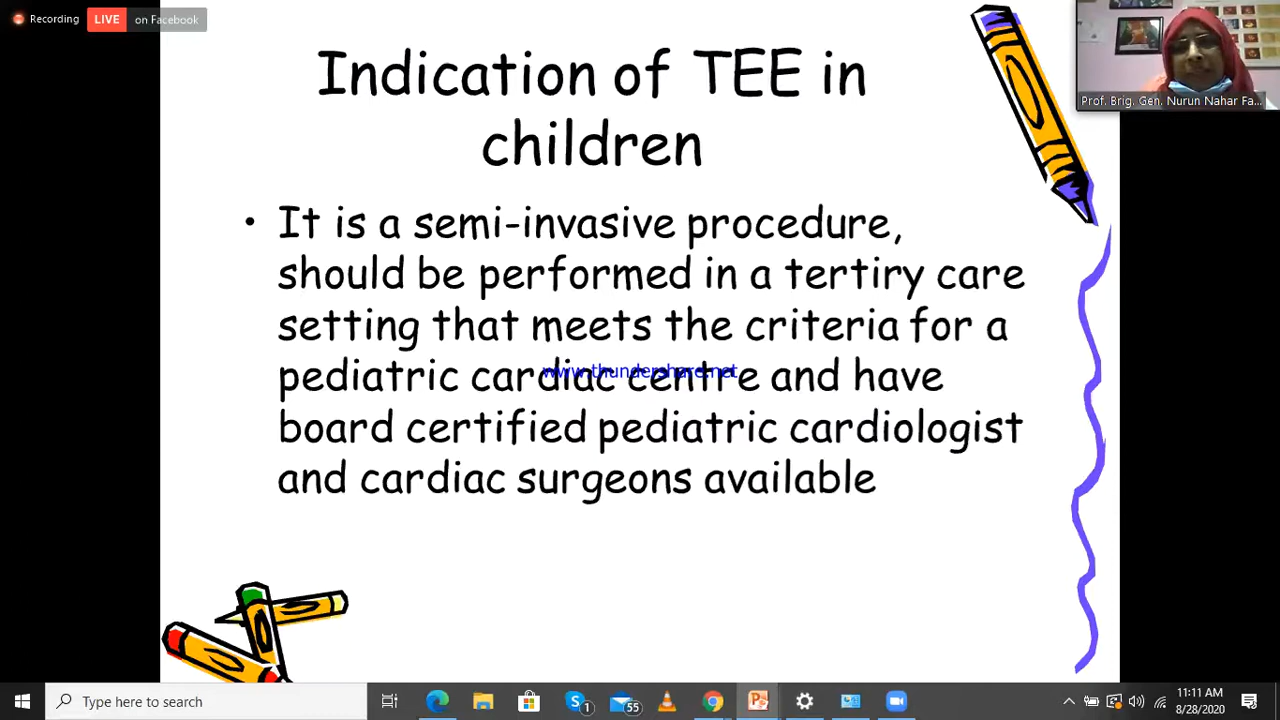 Recording
LIVE on Facebook
Prof. Brig. Gen. Nurun Nahar Fa...
Indication of TEE in
children
• It is a semi-invasive procedure,
should be performed in a tertiry care
setting that meets the criteria for a
pediatric cardiac centre and have
www.thundershare.net
board certified pediatric cardiologist
and cardiac surgeons available
Type here to search
1
55
11:11 AM
8/28/2020